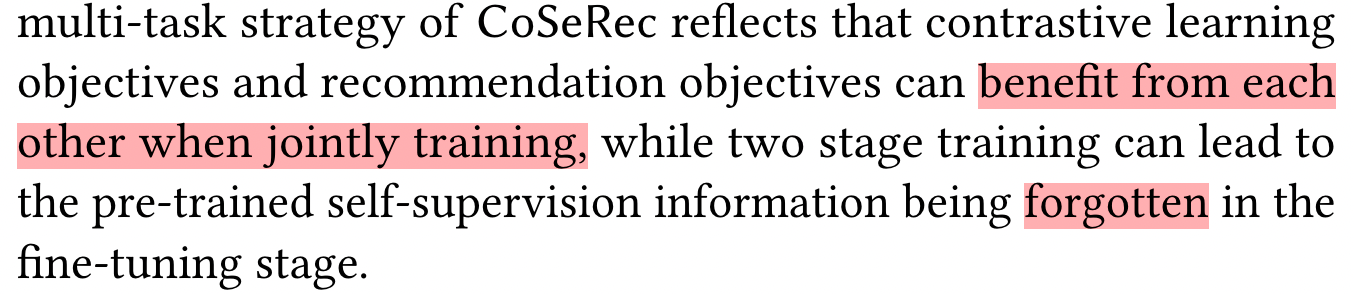 multi-task strategy of CoSeRec reflects that contrastive learning
objectives and recommendation objectives can benefit from each
other when jointly training, while two stage training can lead to
the pre-trained self-supervision information being forgotten in the
fine-tuning stage.